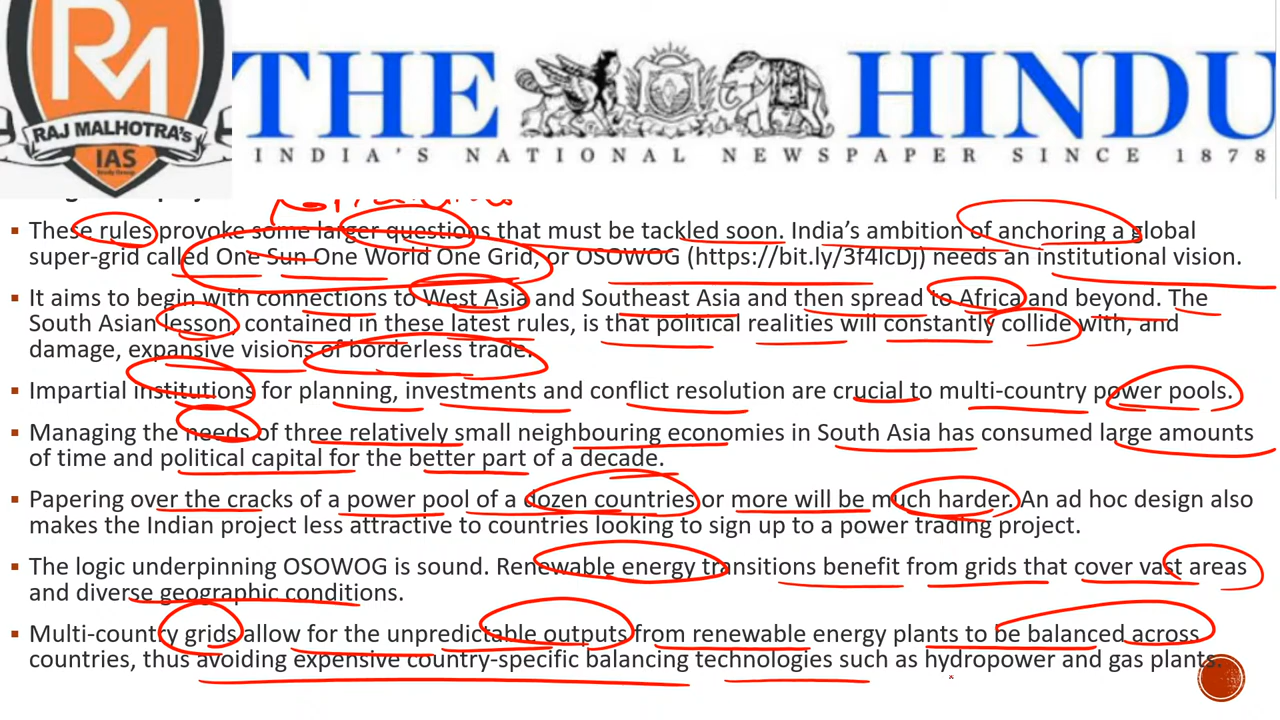 RM
RAJ MALHOTRA's
IAS
Study Group
THE HINDU
INDIA'S NATIONAL NEWSPAPER SINCE 1878
▪ These rules provoke some larger questions that must be tackled soon. India's ambition of anchoring a global
super-grid called One Sun One World One Grid, or OSOWOG (https://bit.ly/3f4lcDj) needs an institutional vision.
▪ It aims to begin with connections to West Asia and Southeast Asia and then spread to Africa and beyond. The
South Asian lesson, contained in these latest rules, is that political realities will constantly collide with, and
damage, expansive visions of borderless trade.
▪ Impartial institutions for planning, investments and conflict resolution are crucial to multi-country power pools.
▪ Managing the needs of three relatively small neighbouring economies in South Asia has consumed large amounts
of time and political capital for the better part of a decade.
▪ Papering over the cracks of a power pool of a dozen countries or more will be much harder. An ad hoc design also
makes the Indian project less attractive to countries looking to sign up to a power trading project.
▪ The logic underpinning OSOWOG is sound. Renewable energy transitions benefit from grids that cover vast areas
and diverse geographic conditions.
▪ Multi-country grids allow for the unpredictable outputs from renewable energy plants to be balanced across
countries, thus avoiding expensive country-specific balancing technologies such as hydropower and gas plants.